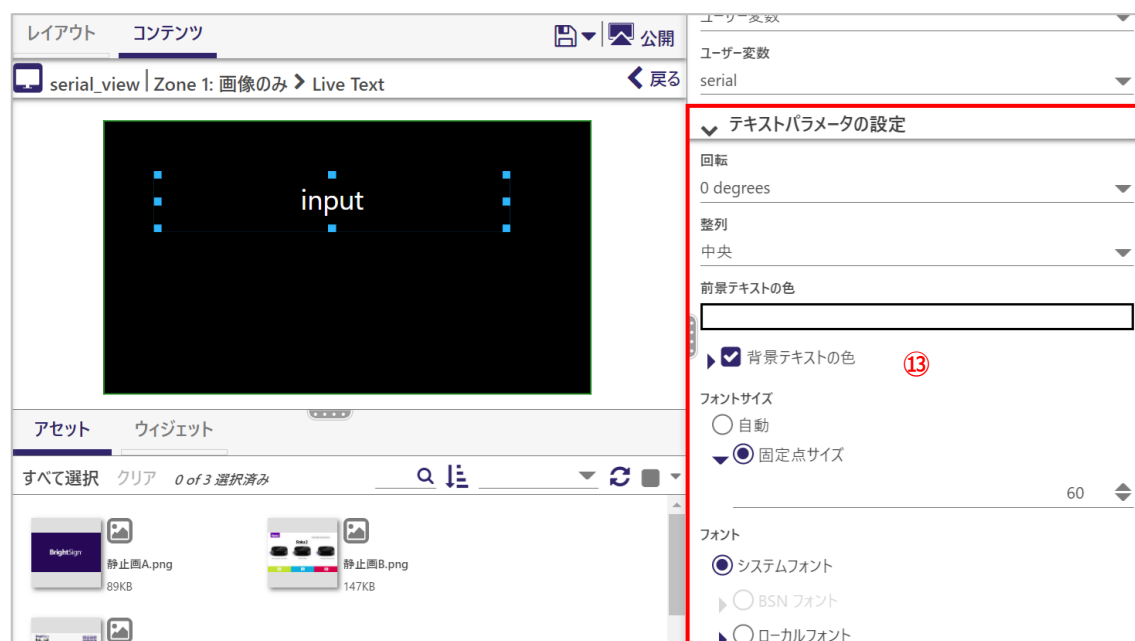 レイアウト
コンテンツ
公開
serial_view
Zone 1: 画像のみ
Live Text
戻る
input
アセット
ウィジェット
すべて選択
クリア
0 of 3 選択済み
BrightSign
静止画A.png
89KB
静止画B.png
147KB
ユーザー変数
ユーザー変数
serial
テキストパラメータの設定
回転
0 degrees
整列
中央
前景テキストの色
背景テキストの色
⑬
フォントサイズ
自動
固定点サイズ
60
フォント
システムフォント
BSN フォント
ローカルフォント